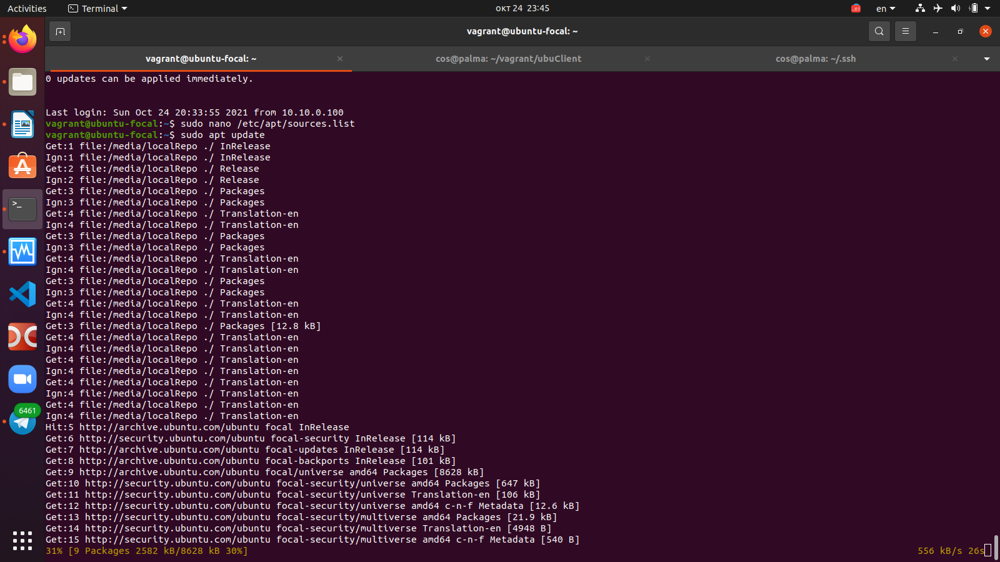 Activities Terminal окт 24 23:45 en
vagrant@ubuntu-focal: ~
vagrant@ubuntu-focal: ~ cos@palma: ~/vagrant/ubuClient cos@palma: ~/.ssh
0 updates can be applied immediately.
Last login: Sun Oct 24 20:33:55 2021 from 10.10.0.100
vagrant@ubuntu-focal:~$ sudo nano /etc/apt/sources.list
vagrant@ubuntu-focal:~$ sudo apt update
Get:1 file:/media/localRepo ./ InRelease
Ign:1 file:/media/localRepo ./ InRelease
Get:2 file:/media/localRepo ./ Release
Ign:2 file:/media/localRepo ./ Release
Get:3 file:/media/localRepo ./ Packages
Ign:3 file:/media/localRepo ./ Packages
Get:4 file:/media/localRepo ./ Translation-en
Ign:4 file:/media/localRepo ./ Translation-en
Get:3 file:/media/localRepo ./ Packages
Ign:3 file:/media/localRepo ./ Packages
Get:4 file:/media/localRepo ./ Translation-en
Ign:4 file:/media/localRepo ./ Translation-en
Get:3 file:/media/localRepo ./ Packages
Ign:3 file:/media/localRepo ./ Packages
Get:4 file:/media/localRepo ./ Translation-en
Ign:4 file:/media/localRepo ./ Translation-en
Get:3 file:/media/localRepo ./ Packages [12.8 kB]
Get:4 file:/media/localRepo ./ Translation-en
Ign:4 file:/media/localRepo ./ Translation-en
Get:4 file:/media/localRepo ./ Translation-en
Ign:4 file:/media/localRepo ./ Translation-en
Get:4 file:/media/localRepo ./ Translation-en
Ign:4 file:/media/localRepo ./ Translation-en
Get:4 file:/media/localRepo ./ Translation-en
Ign:4 file:/media/localRepo ./ Translation-en
Hit:5 http://archive.ubuntu.com/ubuntu focal InRelease
Get:6 http://security.ubuntu.com/ubuntu focal-security InRelease [114 kB]
Get:7 http://archive.ubuntu.com/ubuntu focal-updates InRelease [114 kB]
Get:8 http://archive.ubuntu.com/ubuntu focal-backports InRelease [101 kB]
Get:9 http://archive.ubuntu.com/ubuntu focal/universe amd64 Packages [8628 kB]
Get:10 http://security.ubuntu.com/ubuntu focal-security/universe amd64 Packages [647 kB]
Get:11 http://security.ubuntu.com/ubuntu focal-security/universe Translation-en [106 kB]
Get:12 http://security.ubuntu.com/ubuntu focal-security/universe amd64 c-n-f Metadata [12.6 kB]
Get:13 http://security.ubuntu.com/ubuntu focal-security/multiverse amd64 Packages [21.9 kB]
Get:14 http://security.ubuntu.com/ubuntu focal-security/multiverse Translation-en [4948 B]
Get:15 http://security.ubuntu.com/ubuntu focal-security/multiverse amd64 c-n-f Metadata [540 B]
31% [9 Packages 2582 kB/8628 kB 30%] 556 kB/s 26s
>_
6461